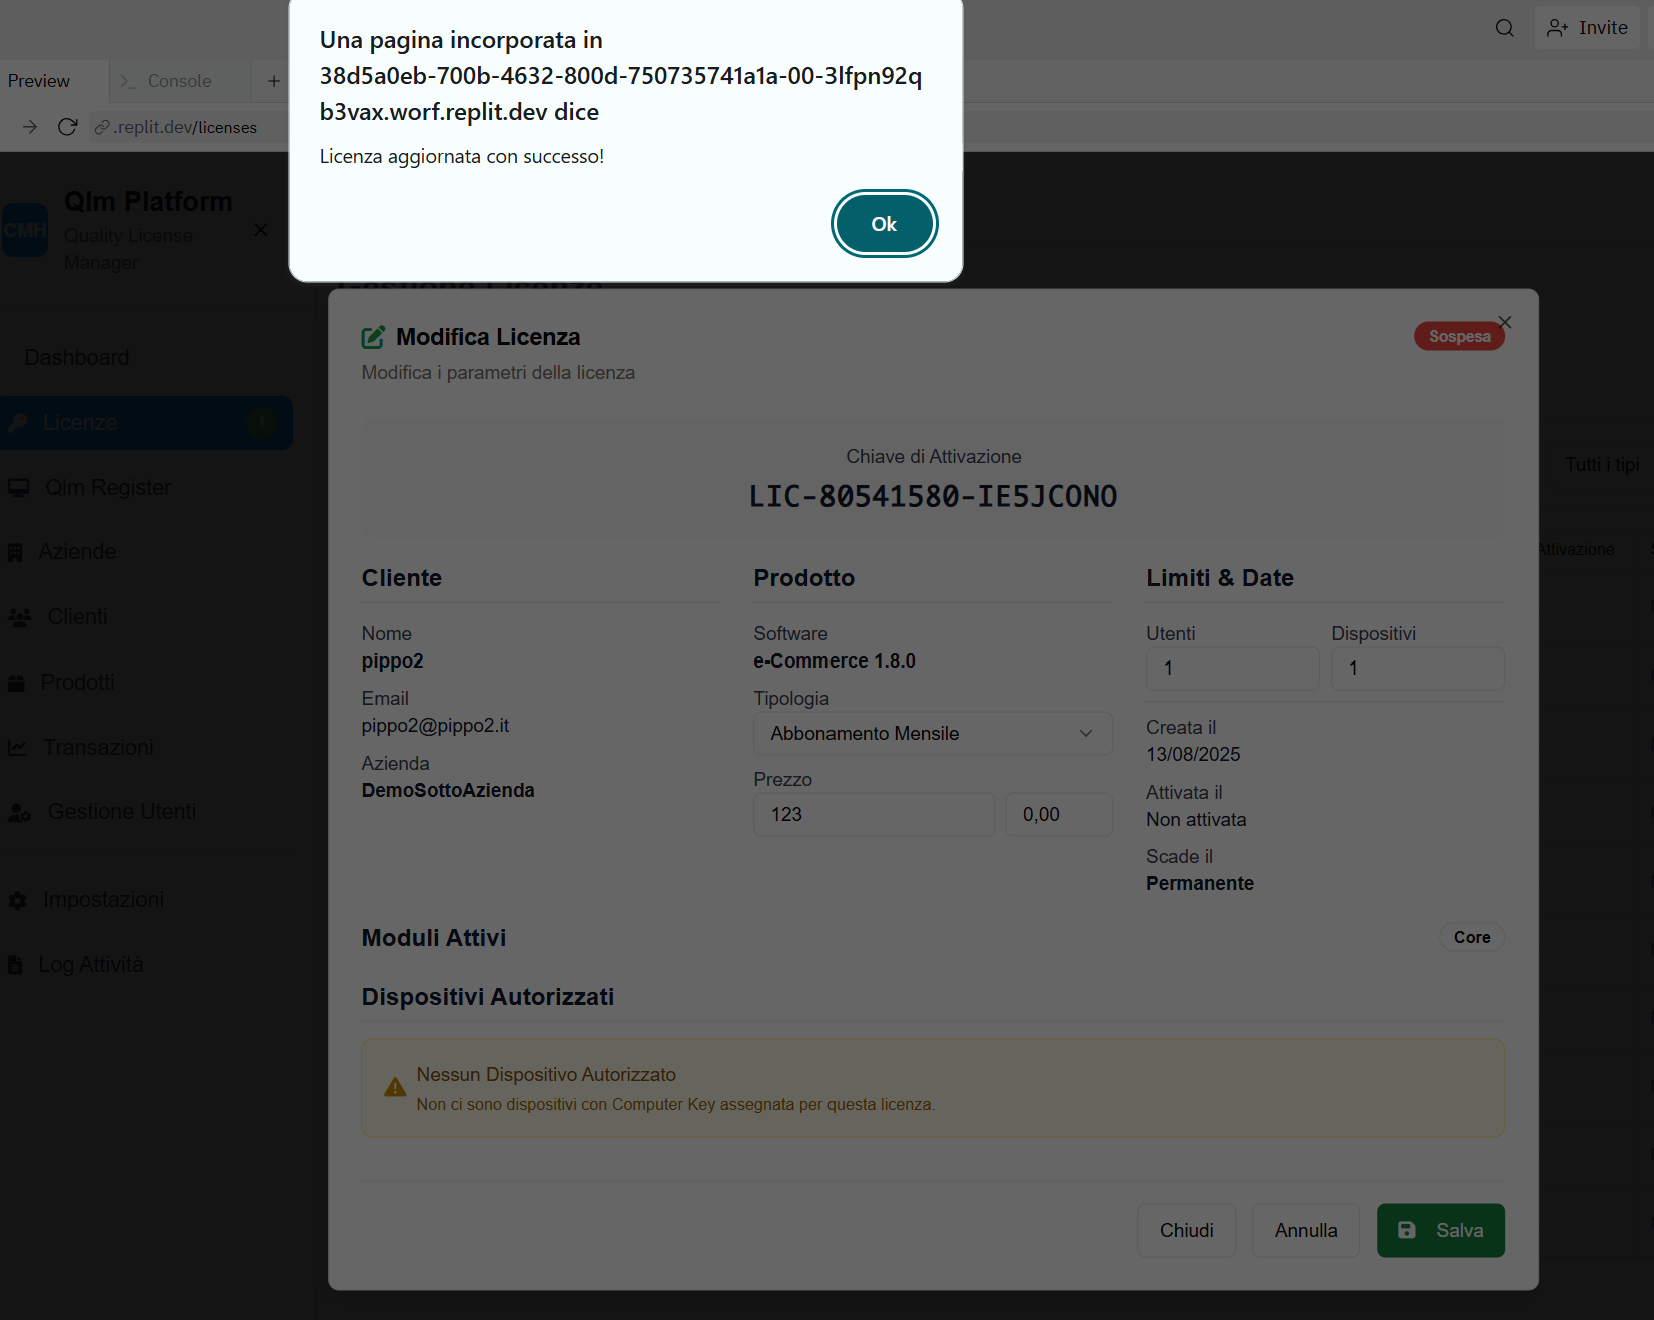 Una pagina incorporata in
38d5a0eb-700b-4632-800d-750735741a1a-00-3lfpn92q
b3vax.worf.replit.dev dice
Licenza aggiornata con successo!
Ok
Invite
Preview
Console
.replit.dev/licenses
CMH
Qlm Platform
Quality License
Manager
Dashboard
Licenze
1
Qlm Register
Aziende
Clienti
Prodotti
Transazioni
Gestione Utenti
Impostazioni
Log Attività
Gestione Licenze
Tutti i tipi
Attivazione
Modifica Licenza
Sospesa
Modifica i parametri della licenza
Chiave di Attivazione
LIC-80541580-IE5JCONO
Cliente
Nome
pippo2
Email
pippo2@pippo2.it
Azienda
DemoSottoAzienda
Prodotto
Software
e-Commerce 1.8.0
Tipologia
Abbonamento Mensile
Prezzo
123
0,00
Limiti & Date
Utenti
Dispositivi
1
1
Creata il
13/08/2025
Attivata il
Non attivata
Scade il
Permanente
Moduli Attivi
Core
Dispositivi Autorizzati
Nessun Dispositivo Autorizzato
Non ci sono dispositivi con Computer Key assegnata per questa licenza.
Chiudi
Annulla
Salva